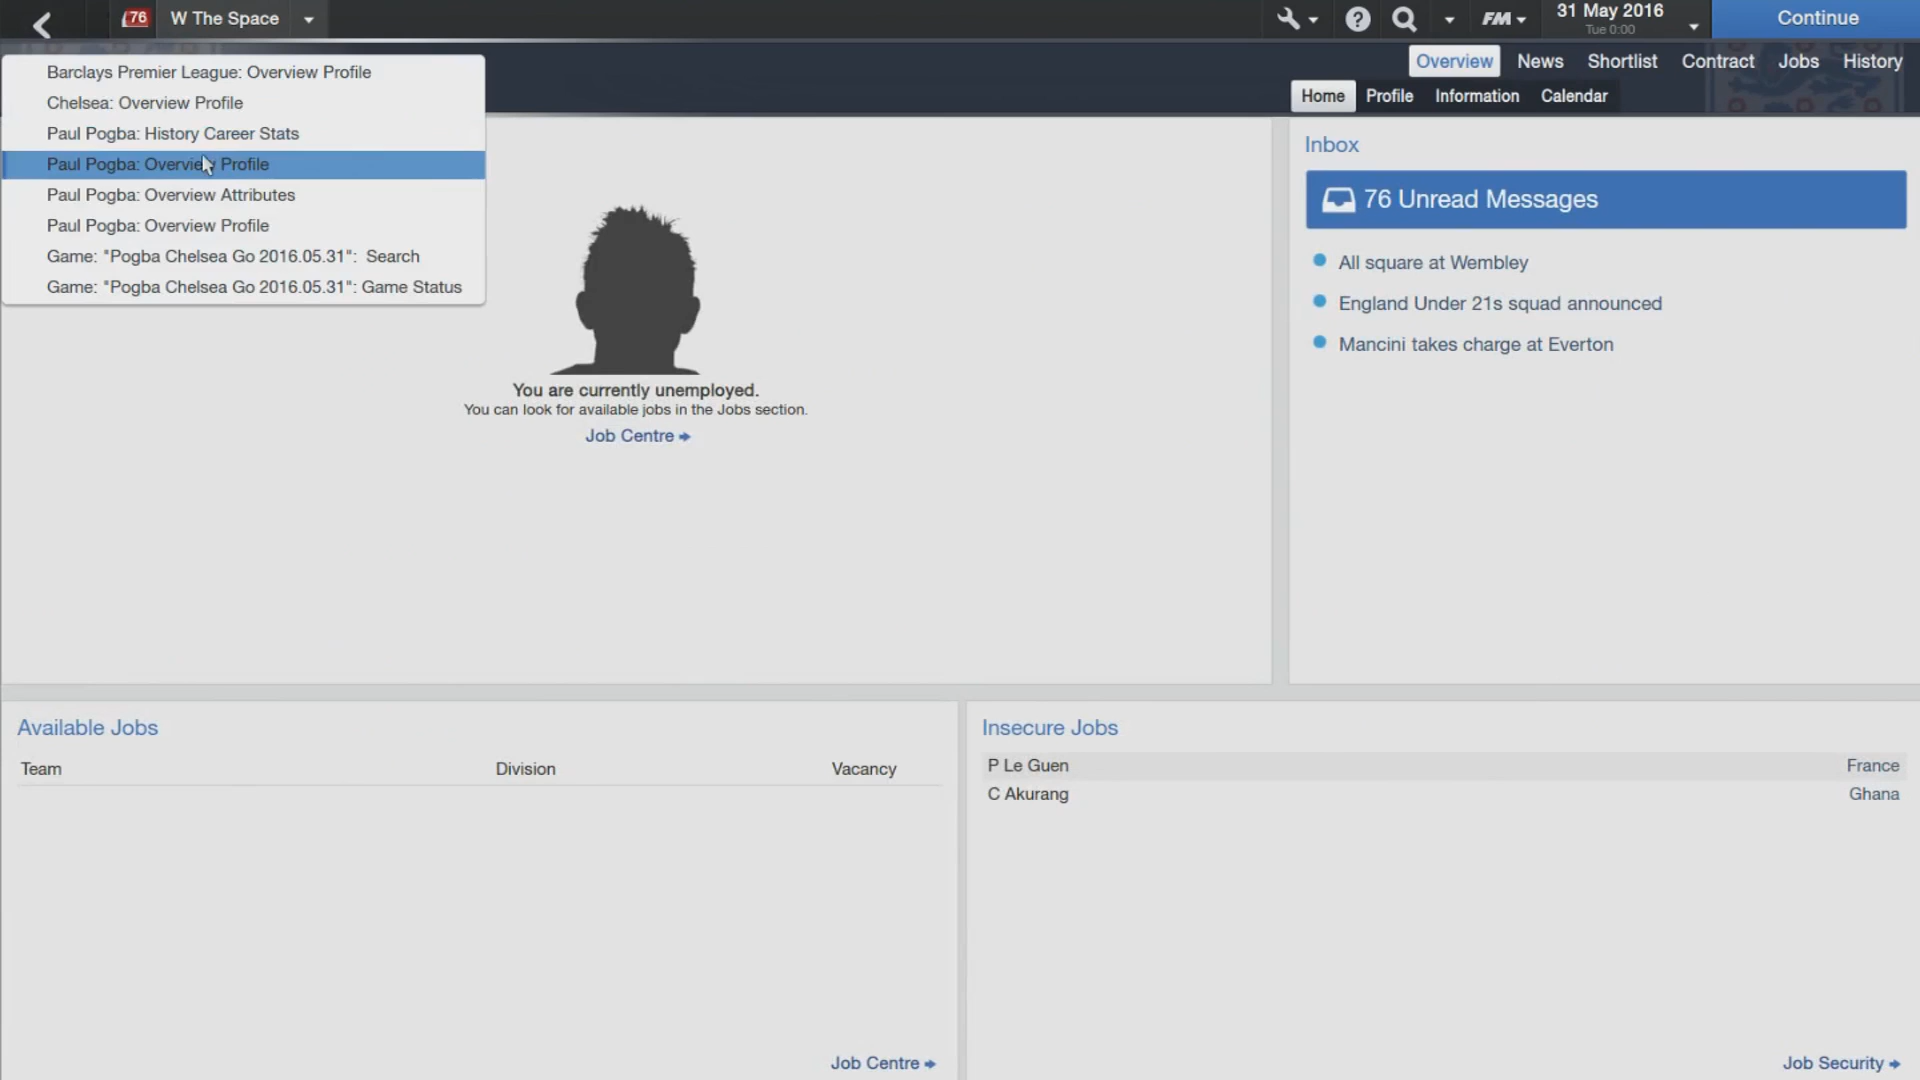 76 W The Space FM 31 May 2016 Continue
Tue 0:00
Overview News Shortlist Contract Jobs History
Home Profile Information Calendar
Barclays Premier League: Overview Profile
Chelsea: Overview Profile
Paul Pogba: History Career Stats
Paul Pogba: Overview Profile
Paul Pogba: Overview Attributes
Paul Pogba: Overview Profile
Game: "Pogba Chelsea Go 2016.05.31": Search
Game: "Pogba Chelsea Go 2016.05.31": Game Status
You are currently unemployed.
You can look for available jobs in the Jobs section.
Job Centre
Inbox
76 Unread Messages
All square at Wembley
England Under 21s squad announced
Mancini takes charge at Everton
Available Jobs
Team Division Vacancy
Job Centre
Insecure Jobs
P Le Guen France
C Akurang Ghana
Job Security